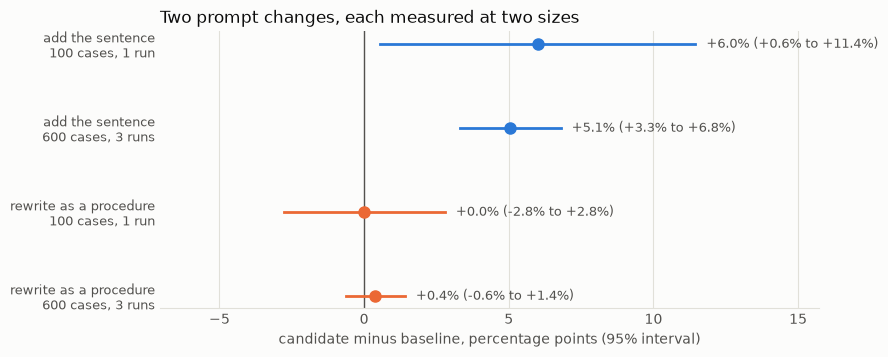 Two prompt changes, each measured at two sizes
add the sentence
100 cases, 1 run
+6.0% (+0.6% to +11.4%)
add the sentence
600 cases, 3 runs
+5.1% (+3.3% to +6.8%)
rewrite as a procedure
100 cases, 1 run
+0.0% (-2.8% to +2.8%)
rewrite as a procedure
600 cases, 3 runs
+0.4% (-0.6% to +1.4%)
−5 0 5 10 15
candidate minus baseline, percentage points (95% interval)